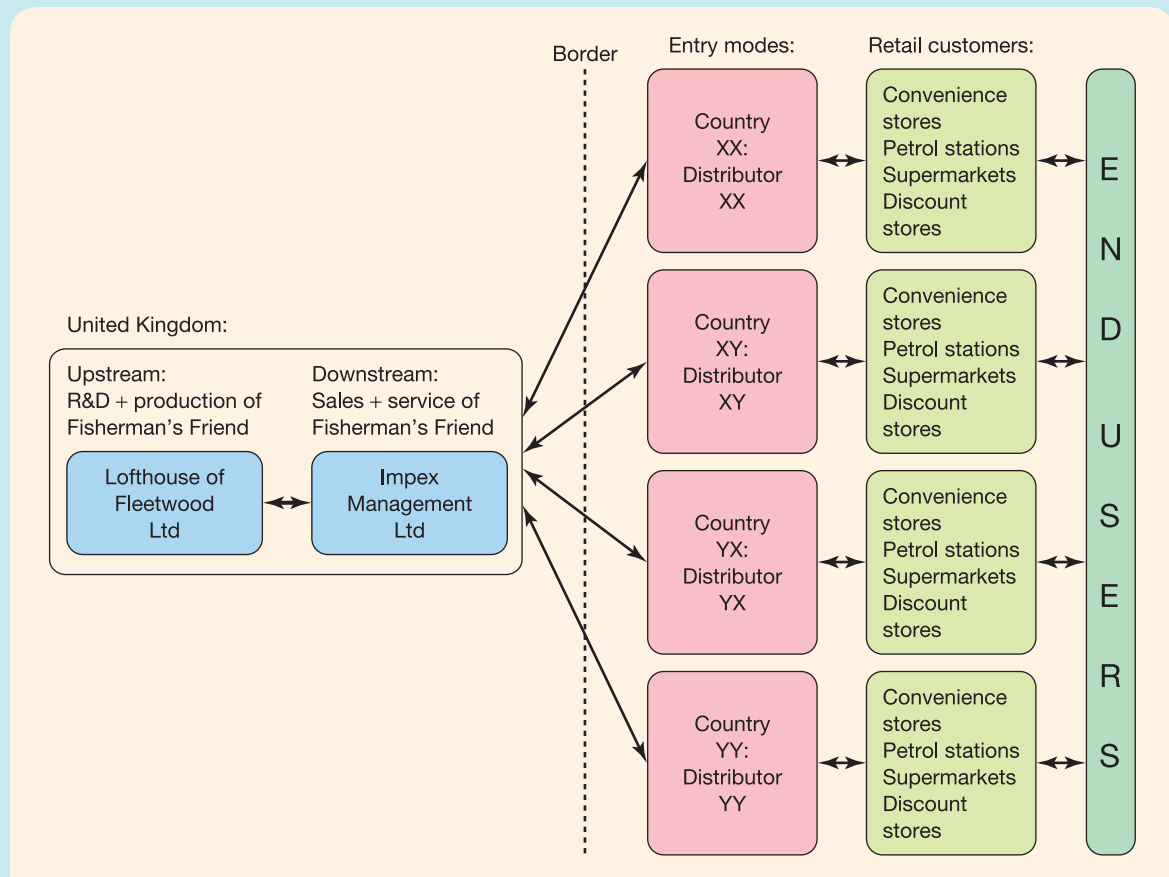 Border
Entry modes:
Retail customers:
United Kingdom:
Upstream:
R&D + production of
Fisherman's Friend
Lofthouse of
Fleetwood
Ltd
Downstream:
Sales + service of
Fisherman's Friend
Impex
Management
Ltd
Country
XX:
Distributor
XX
Convenience
stores
Petrol stations
Supermarkets
Discount
stores
Country
XY:
Distributor
XY
Convenience
stores
Petrol stations
Supermarkets
Discount
stores
Country
YX:
Distributor
YX
Convenience
stores
Petrol stations
Supermarkets
Discount
stores
Country
YY:
Distributor
YY
Convenience
stores
Petrol stations
Supermarkets
Discount
stores
END USERS